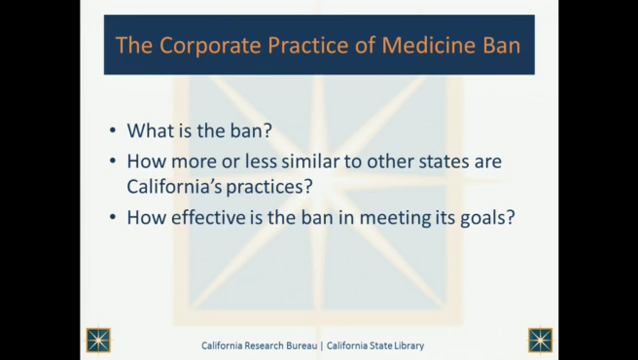 The Corporate Practice of Medicine Ban
• What is the ban?
• How more or less similar to other states are
California's practices?
• How effective is the ban in meeting its goals?
California Research Bureau | California State Library